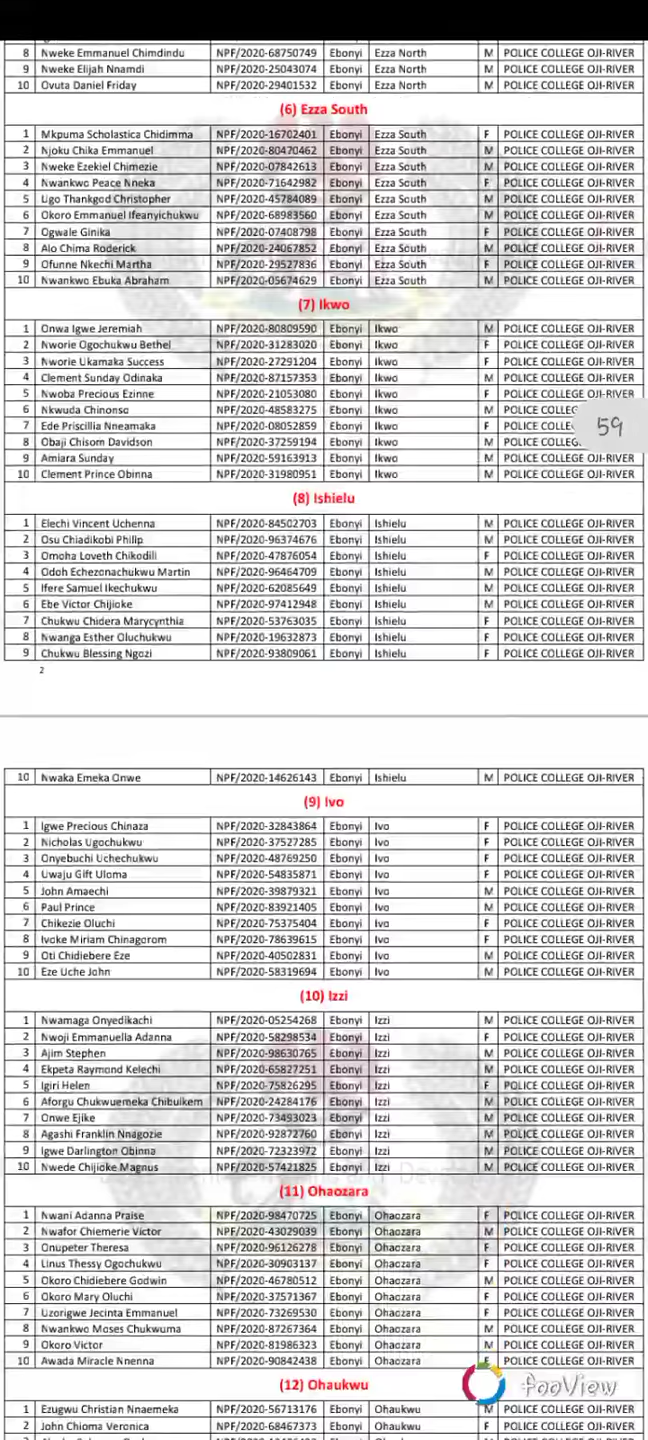 8 Nweke Emmanuel Chimdindu NPF/2020-68750749 Ebonyi Ezza North M POLICE COLLEGE OJI-RIVER
9 Nweke Elijah Nnamdi NPF/2020-25043074 Ebonyi Ezza North M POLICE COLLEGE OJI-RIVER
10 Ovuta Daniel Friday NPF/2020-29401532 Ebonyi Ezza North M POLICE COLLEGE OJI-RIVER
(6) Ezza South
1 Mkpuma Scholastica Chidimma NPF/2020-16702401 Ebonyi Ezza South F POLICE COLLEGE OJI-RIVER
2 Njoku Chika Emmanuel NPF/2020-80470462 Ebonyi Ezza South M POLICE COLLEGE OJI-RIVER
3 Nweke Ezekiel Chimezie NPF/2020-07842613 Ebonyi Ezza South M POLICE COLLEGE OJI-RIVER
4 Nwankwo Peace Nneka NPF/2020-71642982 Ebonyi Ezza South F POLICE COLLEGE OJI-RIVER
5 Ugo Thankgod Christopher NPF/2020-45784089 Ebonyi Ezza South M POLICE COLLEGE OJI-RIVER
6 Okoro Emmanuel Ifeanyichukwu NPF/2020-68983560 Ebonyi Ezza South M POLICE COLLEGE OJI-RIVER
7 Ogwale Ginika NPF/2020-07408798 Ebonyi Ezza South F POLICE COLLEGE OJI-RIVER
8 Alo Chima Roderick NPF/2020-24067852 Ebonyi Ezza South M POLICE COLLEGE OJI-RIVER
9 Ofunne Nkechi Martha NPF/2020-29527836 Ebonyi Ezza South F POLICE COLLEGE OJI-RIVER
10 Nwankwo Ebuka Abraham NPF/2020-05674629 Ebonyi Ezza South M POLICE COLLEGE OJI-RIVER
(7) Ikwo
1 Onwa Igwe Jeremiah NPF/2020-80809590 Ebonyi Ikwo M POLICE COLLEGE OJI-RIVER
2 Nworie Ogochukwu Bethel NPF/2020-31283020 Ebonyi Ikwo F POLICE COLLEGE OJI-RIVER
3 Nworie Ukamaka Success NPF/2020-27291204 Ebonyi Ikwo F POLICE COLLEGE OJI-RIVER
4 Clement Sunday Odinaka NPF/2020-87157353 Ebonyi Ikwo M POLICE COLLEGE OJI-RIVER
5 Nwoba Precious Ezinne NPF/2020-21053080 Ebonyi Ikwo F POLICE COLLEGE OJI-RIVER
6 Nkwuda Chinonso NPF/2020-48583275 Ebonyi Ikwo M POLICE
7 Ede Priscillia Nneamaka NPF/2020-08052859 Ebonyi Ikwo F POLICE 59
8 Obaji Chisom Davidson NPF/2020-37259194 Ebonyi Ikwo M POLICE OJI-RIVER
9 Amiara Sunday NPF/2020-59163913 Ebonyi Ikwo M POLICE COLLEGE OJI-RIVER
10 Clement Prince Obinna NPF/2020-31980951 Ebonyi Ikwo M POLICE COLLEGE OJI-RIVER
(8) Ishielu
1 Elechi Vincent Uchenna NPF/2020-84502703 Ebonyi Ishielu M POLICE COLLEGE OJI-RIVER
2 Osu Chiadikobi Philip NPF/2020-96374676 Ebonyi Ishielu M POLICE COLLEGE OJI-RIVER
3 Omoha Loveth Chikodili NPF/2020-47876054 Ebonyi Ishielu F POLICE COLLEGE OJI-RIVER
4 Odoh Echezonachukwu Martin NPF/2020-96464709 Ebonyi Ishielu M POLICE COLLEGE OJI-RIVER
5 Ifere Samuel Ikechukwu NPF/2020-62085649 Ebonyi Ishielu M POLICE COLLEGE OJI-RIVER
6 Ebe Victor Chijioke NPF/2020-97412948 Ebonyi Ishielu M POLICE COLLEGE OJI-RIVER
7 Chukwu Chidera Marycynthia NPF/2020-53763035 Ebonyi Ishielu F POLICE COLLEGE OJI-RIVER
8 Nwanga Esther Oluchukwu NPF/2020-19632873 Ebonyi Ishielu F POLICE COLLEGE OJI-RIVER
9 Chukwu Blessing Ngozi NPF/2020-93809061 Ebonyi Ishielu F POLICE COLLEGE OJI-RIVER
2
10 Nwaka Emeka Onwe NPF/2020-14626143 Ebonyi Ishielu M POLICE COLLEGE OJI-RIVER
(9) Ivo
1 Igwe Precious Chinaza NPF/2020-32843864 Ebonyi Ivo F POLICE COLLEGE OJI-RIVER
2 Nicholas Ugochukwu NPF/2020-37527285 Ebonyi Ivo F POLICE COLLEGE OJI-RIVER
3 Onyebuchi Uchechukwu NPF/2020-48769250 Ebonyi Ivo F POLICE COLLEGE OJI-RIVER
4 Uwaju Gift Uloma NPF/2020-54835871 Ebonyi Ivo F POLICE COLLEGE OJI-RIVER
5 John Amaechi NPF/2020-39879321 Ebonyi Ivo M POLICE COLLEGE OJI-RIVER
6 Paul Prince NPF/2020-83921405 Ebonyi Ivo M POLICE COLLEGE OJI-RIVER
7 Chikezie Oluchi NPF/2020-75375404 Ebonyi Ivo F POLICE COLLEGE OJI-RIVER
8 Ivoke Miriam Chinagorom NPF/2020-78639615 Ebonyi Ivo F POLICE COLLEGE OJI-RIVER
9 Oti Chidiebere Eze NPF/2020-40502831 Ebonyi Ivo M POLICE COLLEGE OJI-RIVER
10 Eze Uche John NPF/2020-58319694 Ebonyi Ivo M POLICE COLLEGE OJI-RIVER
(10) Izzi
1 Nwamaga Onyedikachi NPF/2020-05254268 Ebonyi Izzi M POLICE COLLEGE OJI-RIVER
2 Nwoji Emmanuella Adanna NPF/2020-58298534 Ebonyi Izzi F POLICE COLLEGE OJI-RIVER
3 Ajim Stephen NPF/2020-98630765 Ebonyi Izzi M POLICE COLLEGE OJI-RIVER
4 Ekpeta Raymond Kelechi NPF/2020-65827251 Ebonyi Izzi M POLICE COLLEGE OJI-RIVER
5 Igiri Helen NPF/2020-75826295 Ebonyi Izzi F POLICE COLLEGE OJI-RIVER
6 Aforgu Chukwuemeka Chibuikem NPF/2020-24284176 Ebonyi Izzi M POLICE COLLEGE OJI-RIVER
7 Onwe Ejike NPF/2020-73493023 Ebonyi Izzi M POLICE COLLEGE OJI-RIVER
8 Agashi Franklin Nnagozie NPF/2020-92872760 Ebonyi Izzi M POLICE COLLEGE OJI-RIVER
9 Igwe Darlington Obinna NPF/2020-72323972 Ebonyi Izzi M POLICE COLLEGE OJI-RIVER
10 Nwede Chijioke Magnus NPF/2020-57421825 Ebonyi Izzi M POLICE COLLEGE OJI-RIVER
(11) Ohaozara
1 Nwani Adanna Praise NPF/2020-98470725 Ebonyi Ohaozara F POLICE COLLEGE OJI-RIVER
2 Nwafor Chiemerie Victor NPF/2020-43029039 Ebonyi Ohaozara M POLICE COLLEGE OJI-RIVER
3 Onupeter Theresa NPF/2020-96126278 Ebonyi Ohaozara F POLICE COLLEGE OJI-RIVER
4 Linus Thessy Ogochukwu NPF/2020-30903137 Ebonyi Ohaozara F POLICE COLLEGE OJI-RIVER
5 Okoro Chidiebere Godwin NPF/2020-46780512 Ebonyi Ohaozara M POLICE COLLEGE OJI-RIVER
6 Okoro Mary Oluchi NPF/2020-37571367 Ebonyi Ohaozara F POLICE COLLEGE OJI-RIVER
7 Uzorigwe Jecinta Emmanuel NPF/2020-73269530 Ebonyi Ohaozara F POLICE COLLEGE OJI-RIVER
8 Nwankwo Moses Chukwuma NPF/2020-87267364 Ebonyi Ohaozara M POLICE COLLEGE OJI-RIVER
9 Okoro Victor NPF/2020-81986323 Ebonyi Ohaozara M POLICE COLLEGE OJI-RIVER
10 Awada Miracle Nnenna NPF/2020-90842438 Ebonyi Ohaozara F POLICE COLLEGE OJI-RIVER
(12) Ohaukwu
fooView
1 Ezugwu Christian Nnaemeka NPF/2020-56713176 Ebonyi Ohaukwu M POLICE COLLEGE OJI-RIVER
2 John Chioma Veronica NPF/2020-68467373 Ebonyi Ohaukwu F POLICE COLLEGE OJI-RIVER